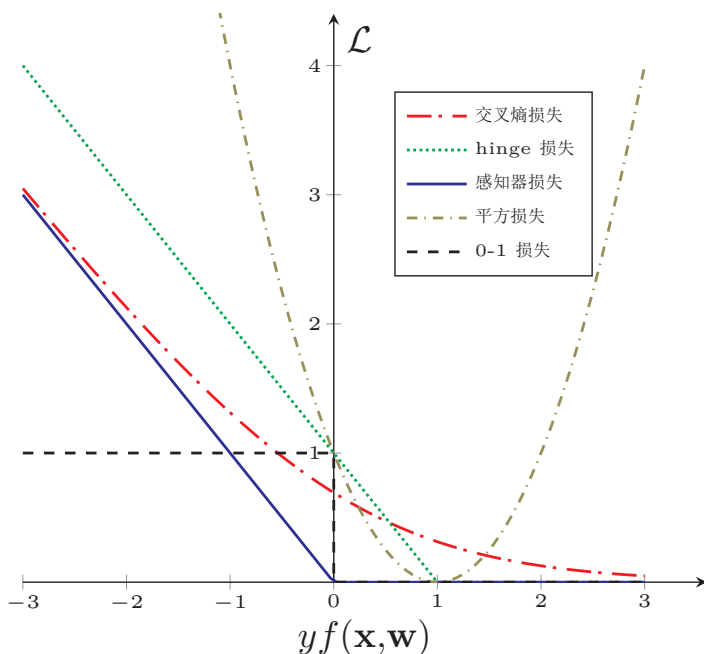 ℒ
4
3
2
1
交叉熵损失
hinge 损失
感知器损失
平方损失
0-1 损失
−3 −2 −1 0 1 2 3
yf(x,w)